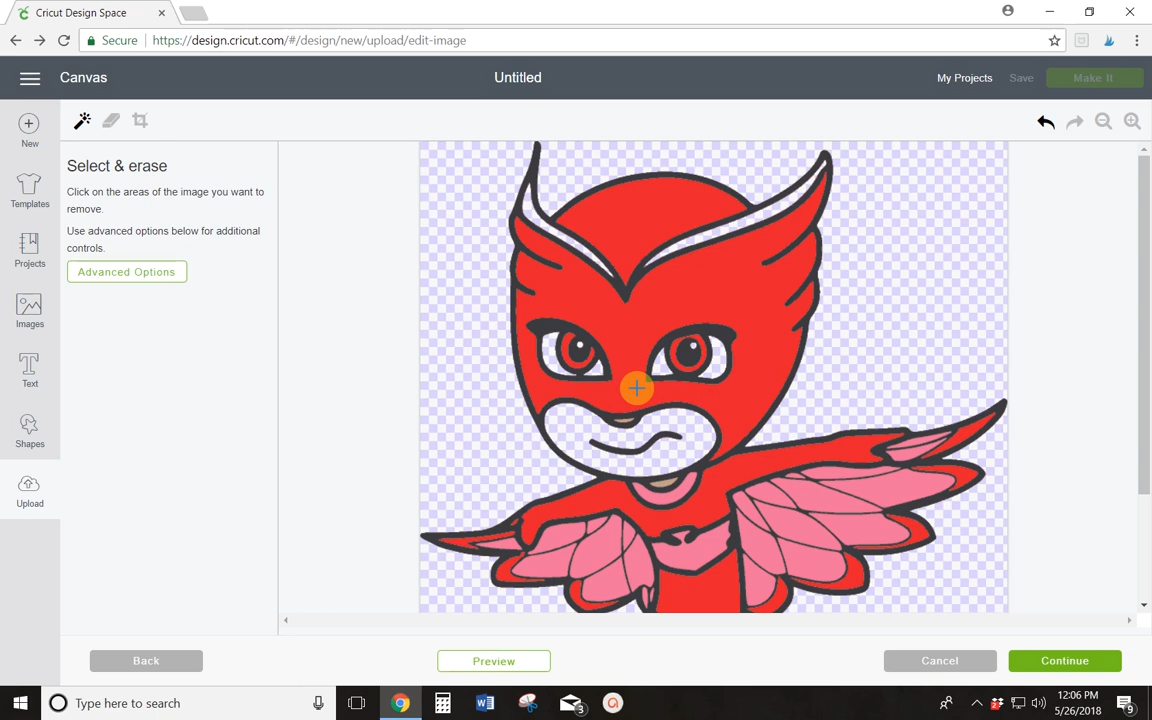 Cricut Design Space
Secure
https://design.cricut.com/#/design/new/upload/edit-image
Canvas
Untitled
My Projects
Save
Make It
New
Templates
Projects
Images
Text
Shapes
Upload
Select & erase
Click on the areas of the image you want to
remove.
Use advanced options below for additional
controls.
Advanced Options
Back
Preview
Cancel
Continue
Type here to search
3
12:06 PM
5/26/2018
9